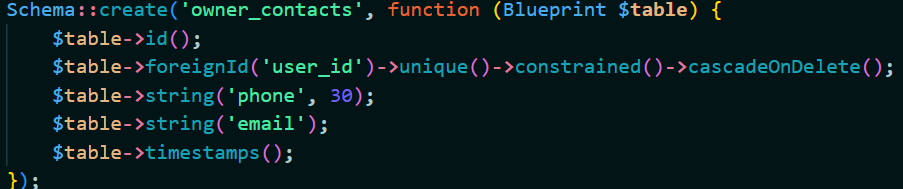 Schema::create('owner_contacts', function (Blueprint $table) {
$table->id();
$table->foreignId('user_id')->unique()->constrained()->cascadeOnDelete();
$table->string('phone', 30);
$table->string('email');
$table->timestamps();
});